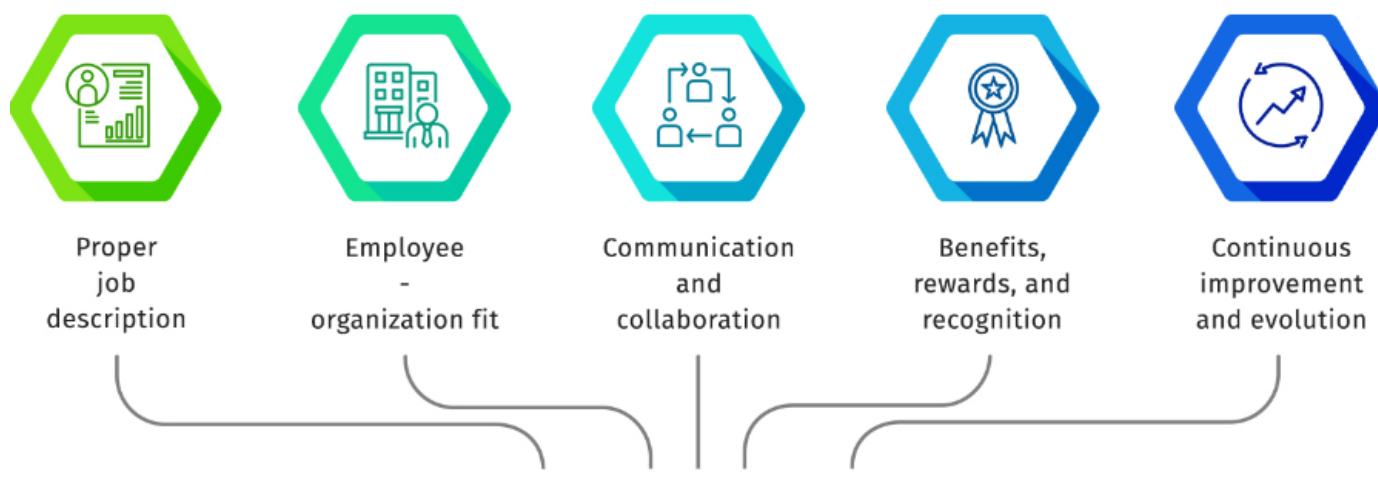 Proper
job
description
Employee
-
organization fit
Communication
and
collaboration
Benefits,
rewards, and
recognition
Continuous
improvement
and evolution